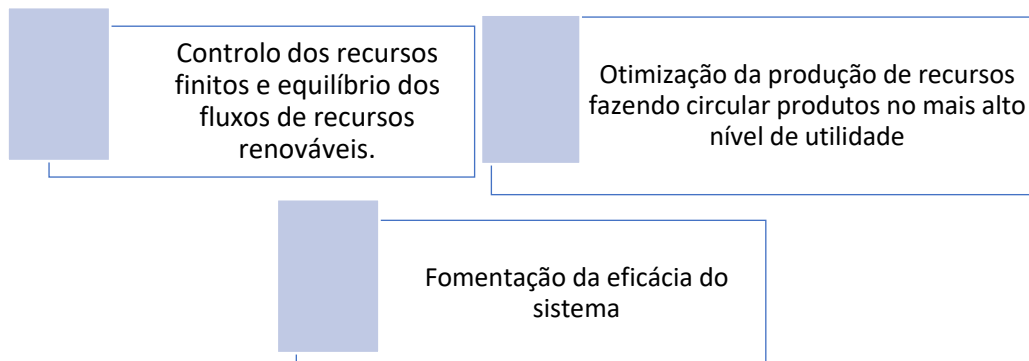 Controlo dos recursos
finitos e equilíbrio dos
fluxos de recursos
renováveis.
Otimização da produção de recursos
fazendo circular produtos no mais alto
nível de utilidade
Fomentação da eficácia do
sistema